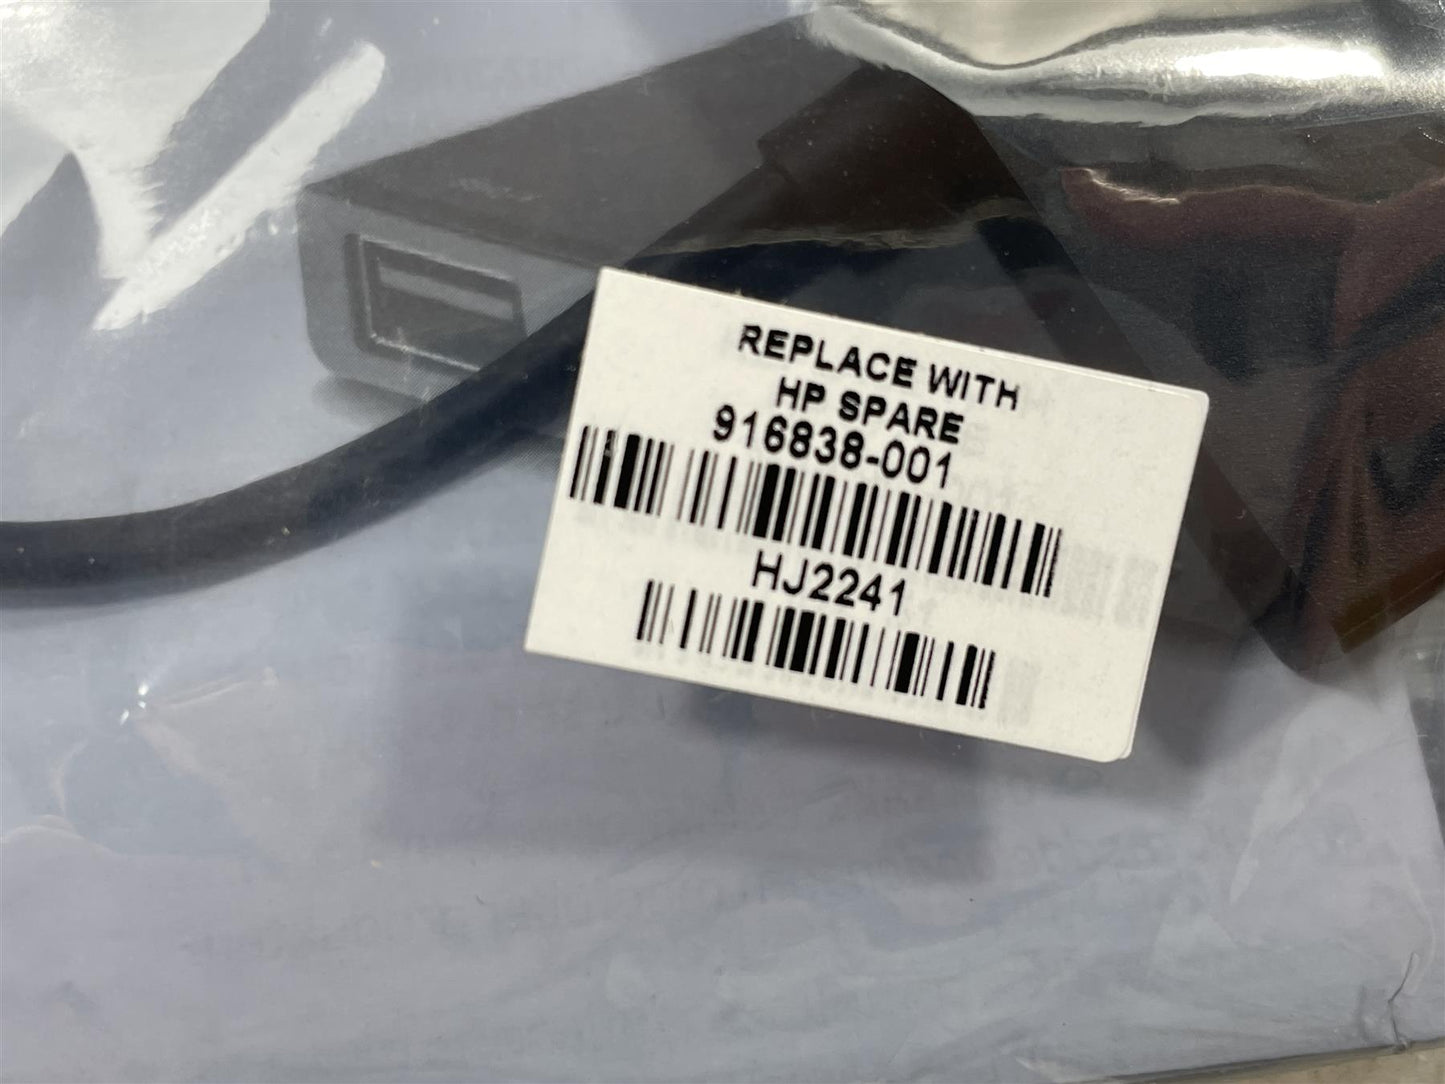 REPLACE WITH
HP SPARE
916838-001
HJ2241